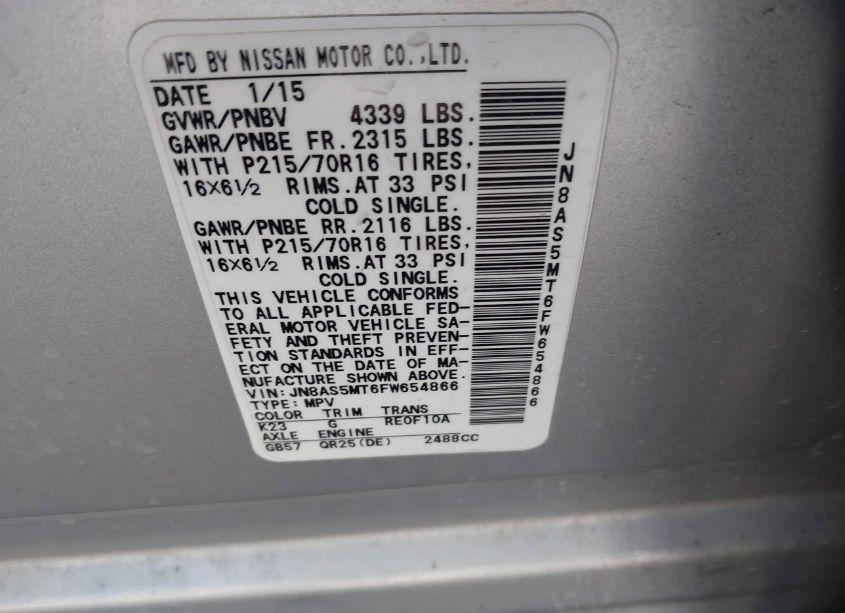 MFD BY NISSAN MOTOR CO.,LTD.
DATE 1/15
GVWR/PNBV 4339 LBS.
GAWR/PNBE FR.2315 LBS.
WITH P215/70R16 TIRES,
16X6½ RIMS.AT 33 PSI
COLD SINGLE.
GAWR/PNBE RR.2116 LBS.
WITH P215/70R16 TIRES,
16X6½ RIMS.AT 33 PSI
COLD SINGLE.
THIS VEHICLE CONFORMS
TO ALL APPLICABLE FED-
ERAL MOTOR VEHICLE SA-
FETY AND THEFT PREVEN-
TION STANDARDS IN EFF-
ECT ON THE DATE OF MA-
NUFACTURE SHOWN ABOVE.
VIN:JN8AS5MT6FW654866
TYPE:MPV
COLOR TRIM TRANS
K23 G RE0F10A
AXLE ENGINE
GB57 QR25(DE) 2488CC
JN8AS5MT6FW654866